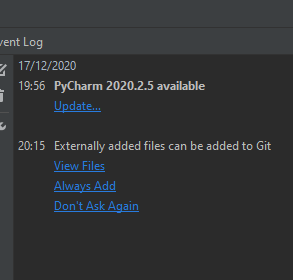 vent Log
17/12/2020
19:56 PyCharm 2020.2.5 available
Update...
20:15 Externally added files can be added to Git
View Files
Always Add
Don't Ask Again